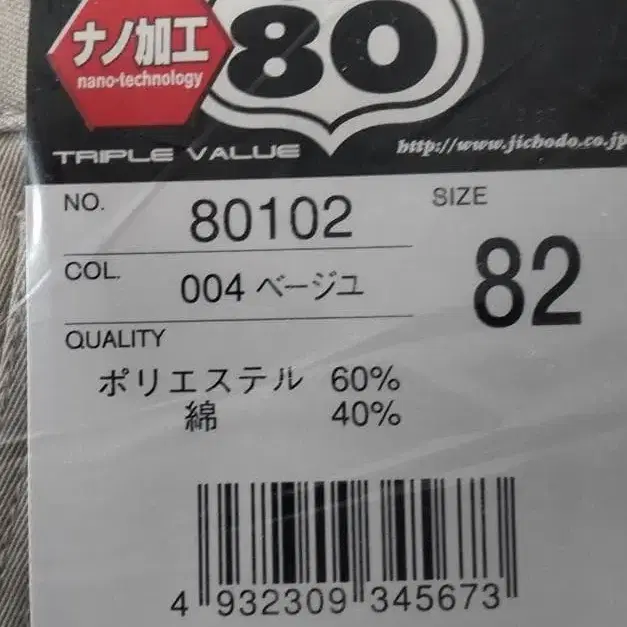 ナノ加工
nano-technology
80
TRIPLE VALUE
http://www.jichodo.co.jp
NO.
80102
SIZE
82
COL.
004 ベージユ
QUALITY
ポリエステル 60%
綿 40%
4 932309 345673